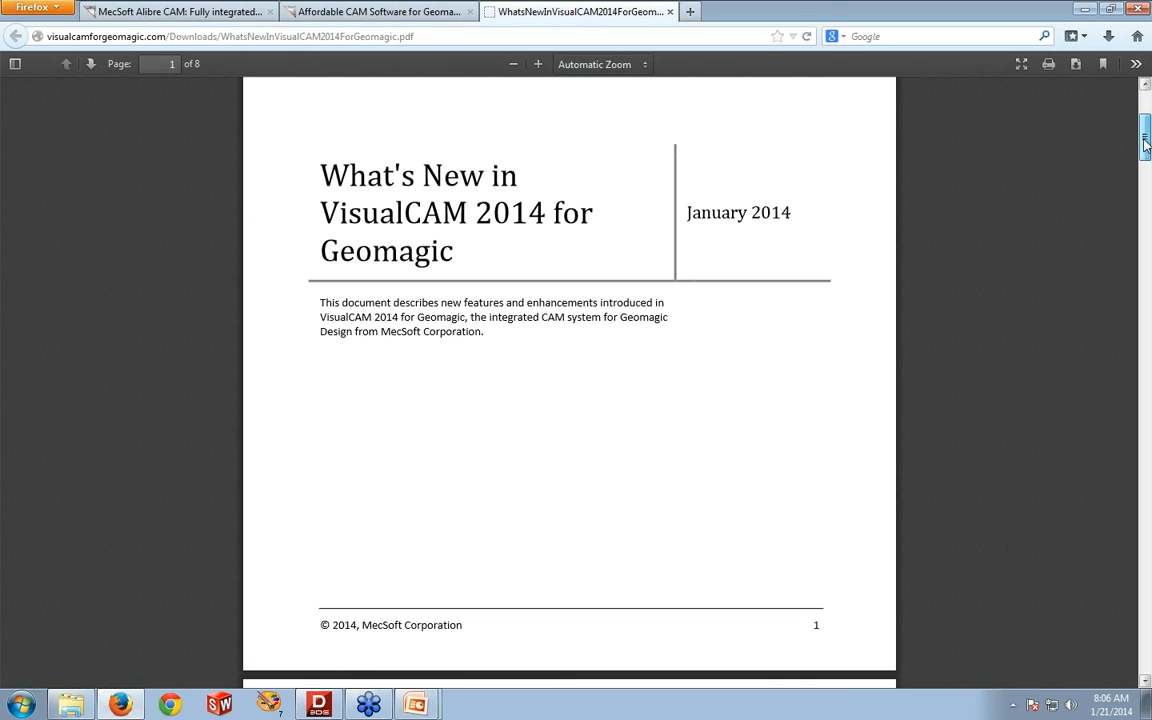 Firefox
MecSoft Alibre CAM: Fully integrated...
Affordable CAM Software for Geoma...
WhatsNewInVisualCAM2014ForGeom...
visualcamforgeomagic.com/Downloads/WhatsNewInVisualCAM2014ForGeomagic.pdf
Google
Page: 1 of 8
Automatic Zoom
What's New in
VisualCAM 2014 for
Geomagic
January 2014
This document describes new features and enhancements introduced in
VisualCAM 2014 for Geomagic, the integrated CAM system for Geomagic
Design from MecSoft Corporation.
© 2014, MecSoft Corporation 1
8:06 AM
1/21/2014